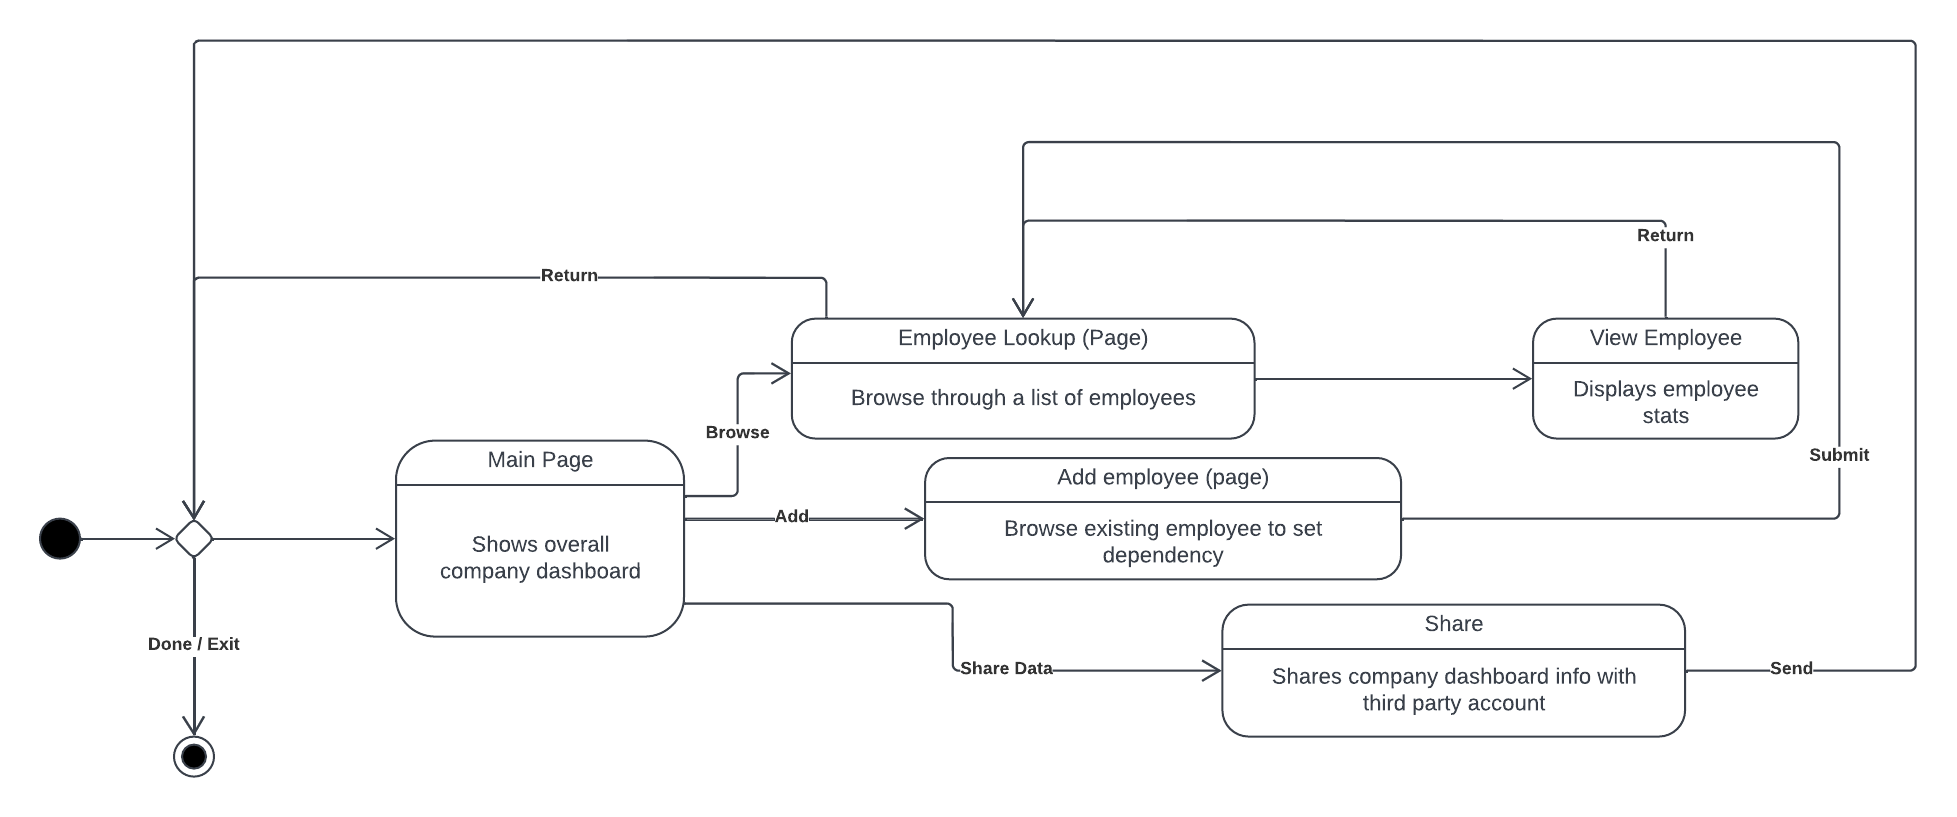 Return
Return
Employee Lookup (Page)
Browse through a list of employees
View Employee
Displays employee
stats
Browse
Submit
Main Page
Shows overall
company dashboard
Add
Add employee (page)
Browse existing employee to set
dependency
Done / Exit
Share Data
Share
Shares company dashboard info with
third party account
Send